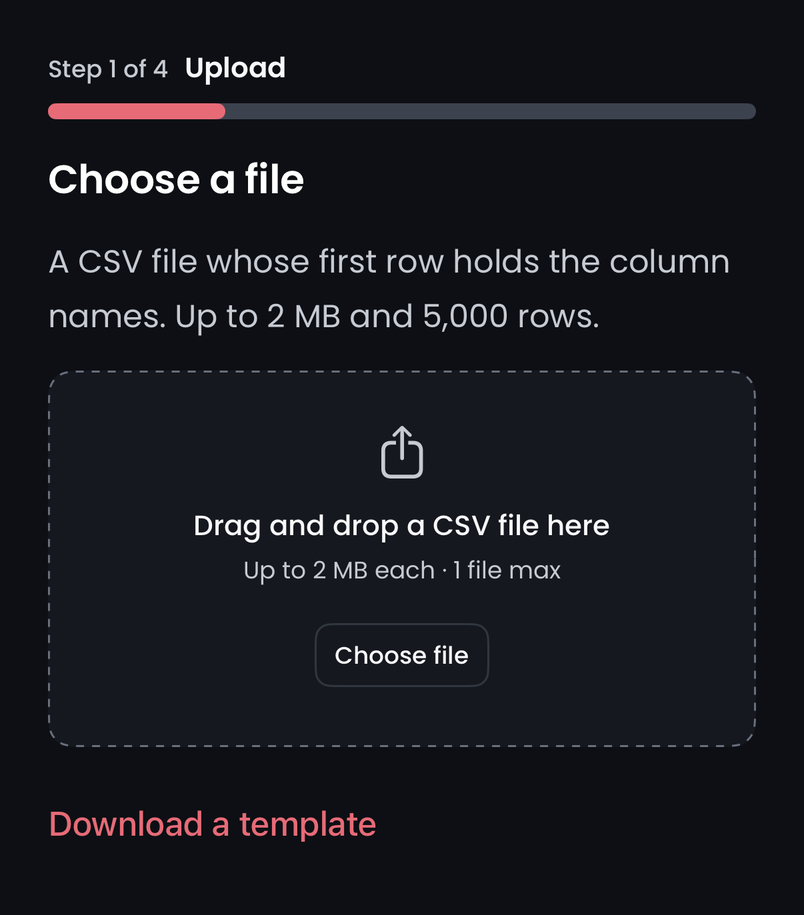 Step 1 of 4 Upload
Choose a file
A CSV file whose first row holds the column
names. Up to 2 MB and 5,000 rows.
Drag and drop a CSV file here
Up to 2 MB each · 1 file max
Choose file
Download a template